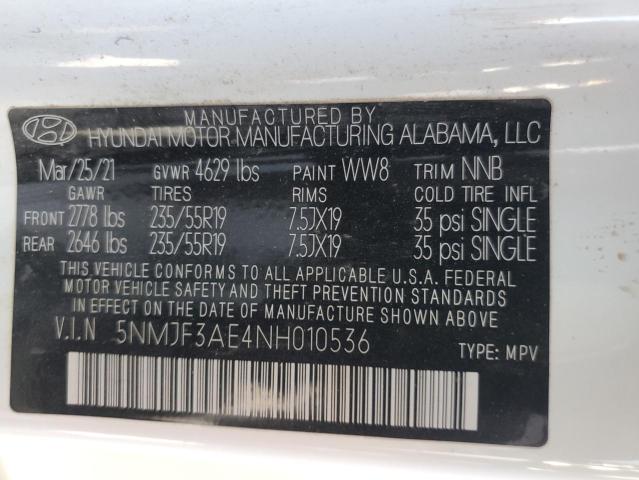 MANUFACTURED BY
HYUNDAI MOTOR MANUFACTURING ALABAMA, LLC
Mar/25/21 GVWR 4629 lbs PAINT WW8 TRIM NNB
GAWR TIRES RIMS COLD TIRE INFL
FRONT 2778 lbs 235/55R19 7.5JX19 35 psi SINGLE
REAR 2646 lbs 235/55R19 7.5JX19 35 psi SINGLE
THIS VEHICLE CONFORMS TO ALL APPLICABLE U.S.A. FEDERAL
MOTOR VEHICLE SAFETY AND THEFT PREVENTION STANDARDS
IN EFFECT ON THE DATE OF MANUFACTURE SHOWN ABOVE
V.I.N 5NMJF3AE4NH010536
TYPE: MPV